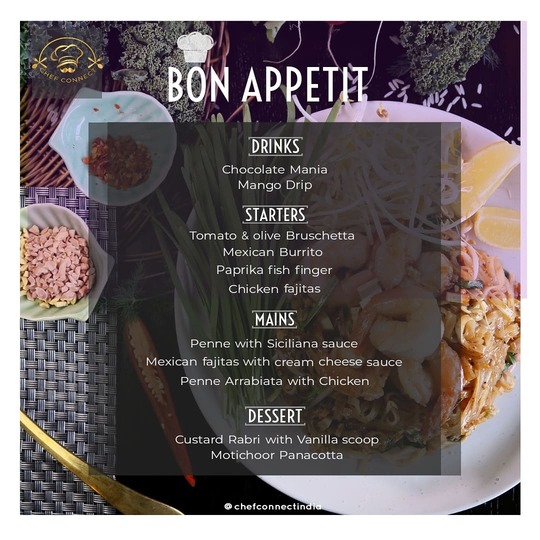 CHEF CONNECT
BON APPETIT
DRINKS
Chocolate Mania
Mango Drip
STARTERS
Tomato & olive Bruschetta
Mexican Burrito
Paprika fish finger
Chicken fajitas
MAINS
Penne with Siciliana sauce
Mexican fajitas with cream cheese sauce
Penne Arrabiata with Chicken
DESSERT
Custard Rabri with Vanilla scoop
Motichoor Panacotta
@chefconnectindia